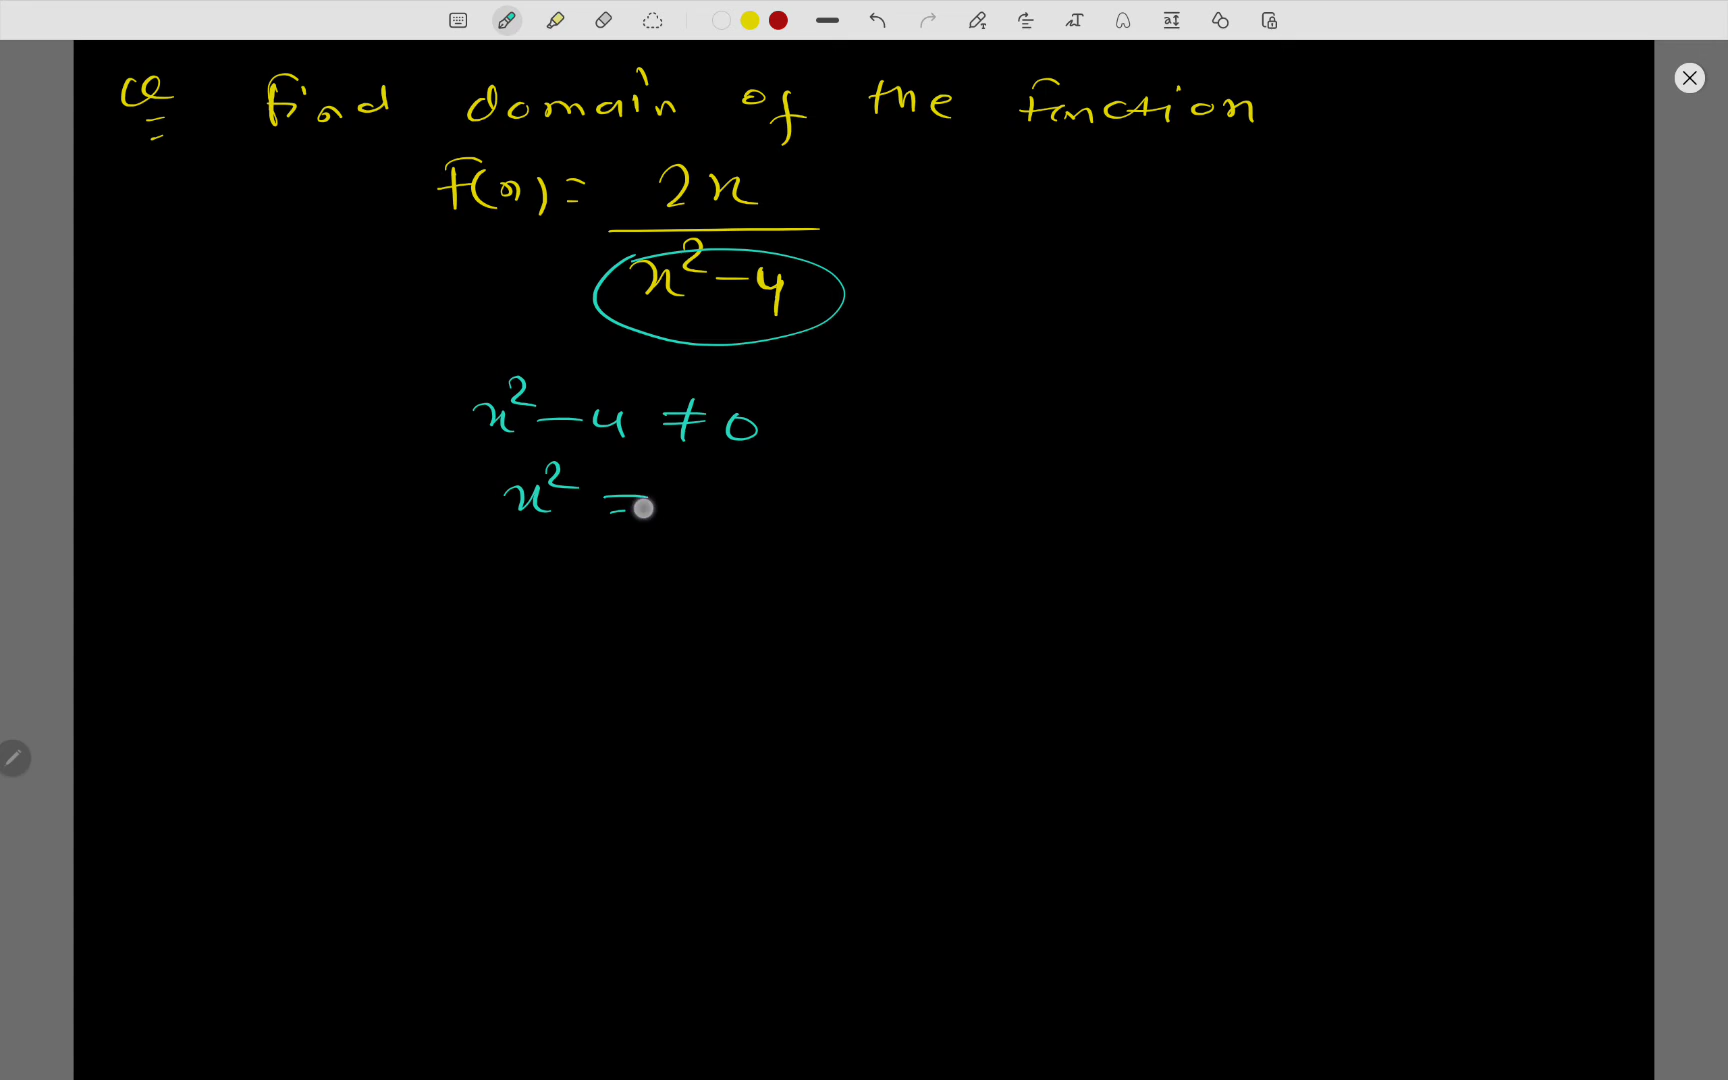 Q Find domain of the Function
F(x) = 2x / x² - 4
x² - 4 ≠ 0
x² =